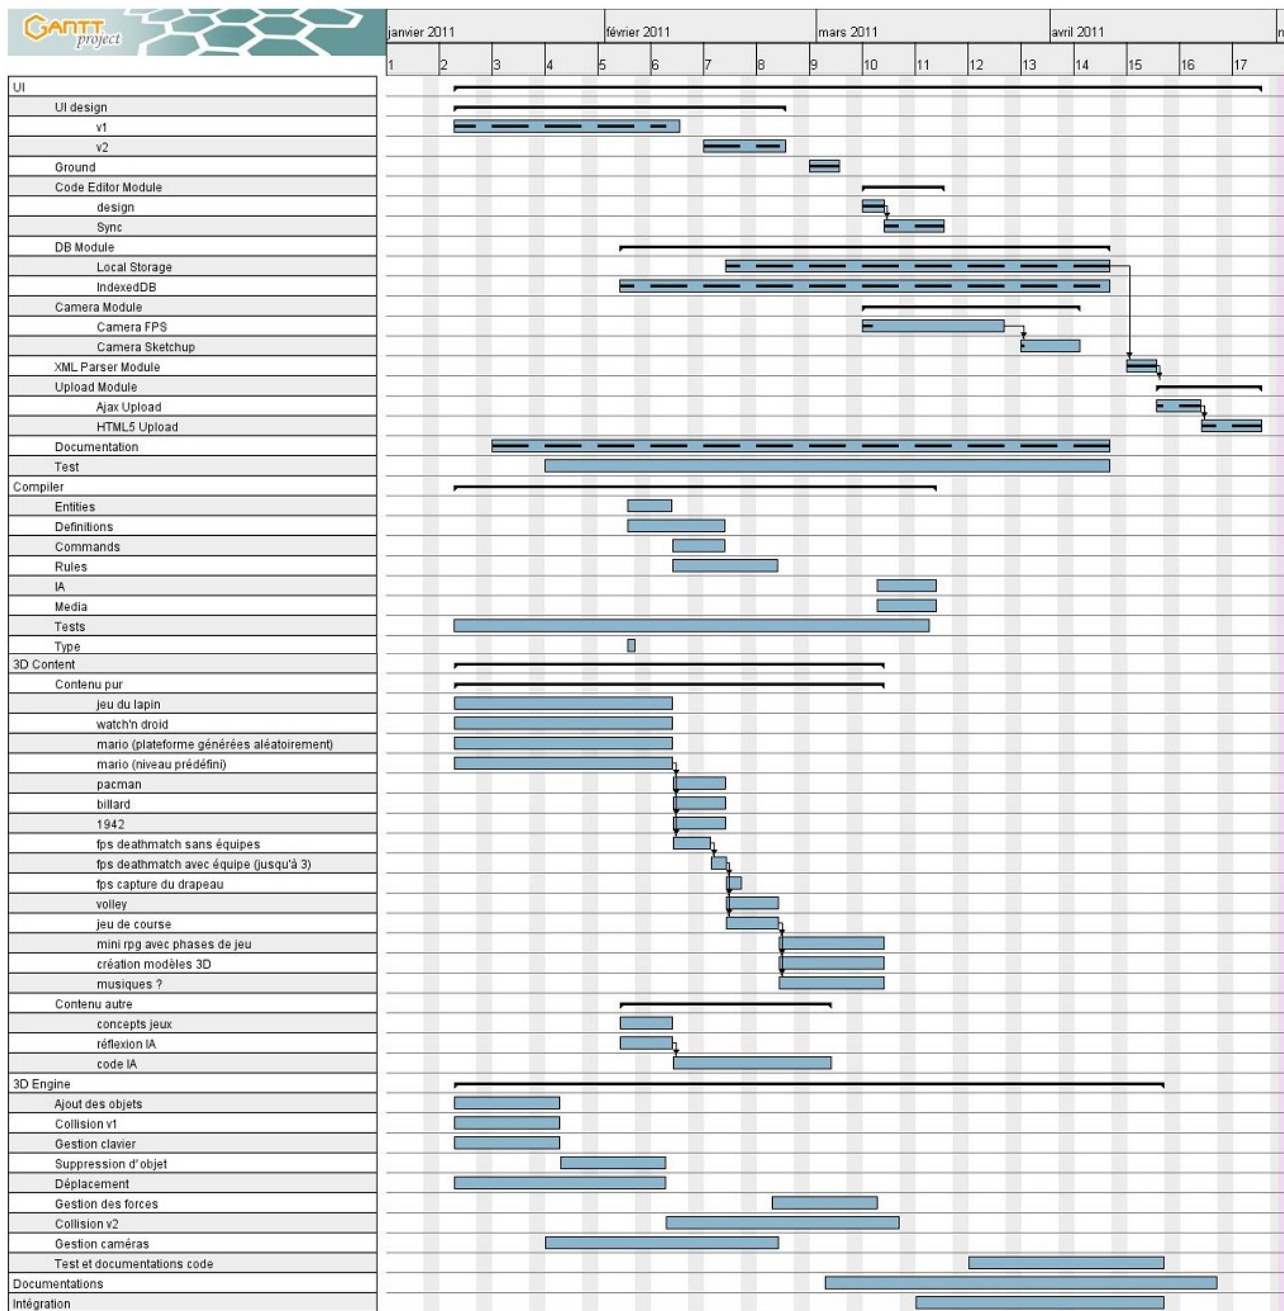 GANTT
project
janvier 2011 février 2011 mars 2011 avril 2011
1 2 3 4 5 6 7 8 9 10 11 12 13 14 15 16 17
UI
UI design
v1
v2
Ground
Code Editor Module
design
Sync
DB Module
Local Storage
IndexedDB
Camera Module
Camera FPS
Camera Sketchup
XML Parser Module
Upload Module
Ajax Upload
HTML5 Upload
Documentation
Test
Compiler
Entities
Definitions
Commands
Rules
IA
Media
Tests
Type
3D Content
Contenu pur
jeu du lapin
watch'n droid
mario (plateforme générées aléatoirement)
mario (niveau prédéfini)
pacman
billard
1942
fps deathmatch sans équipes
fps deathmatch avec équipe (jusqu'à 3)
fps capture du drapeau
volley
jeu de course
mini rpg avec phases de jeu
création modèles 3D
musiques ?
Contenu autre
concepts jeux
réflexion IA
code IA
3D Engine
Ajout des objets
Collision v1
Gestion clavier
Suppression d'objet
Déplacement
Gestion des forces
Collision v2
Gestion caméras
Test et documentations code
Documentations
Intégration